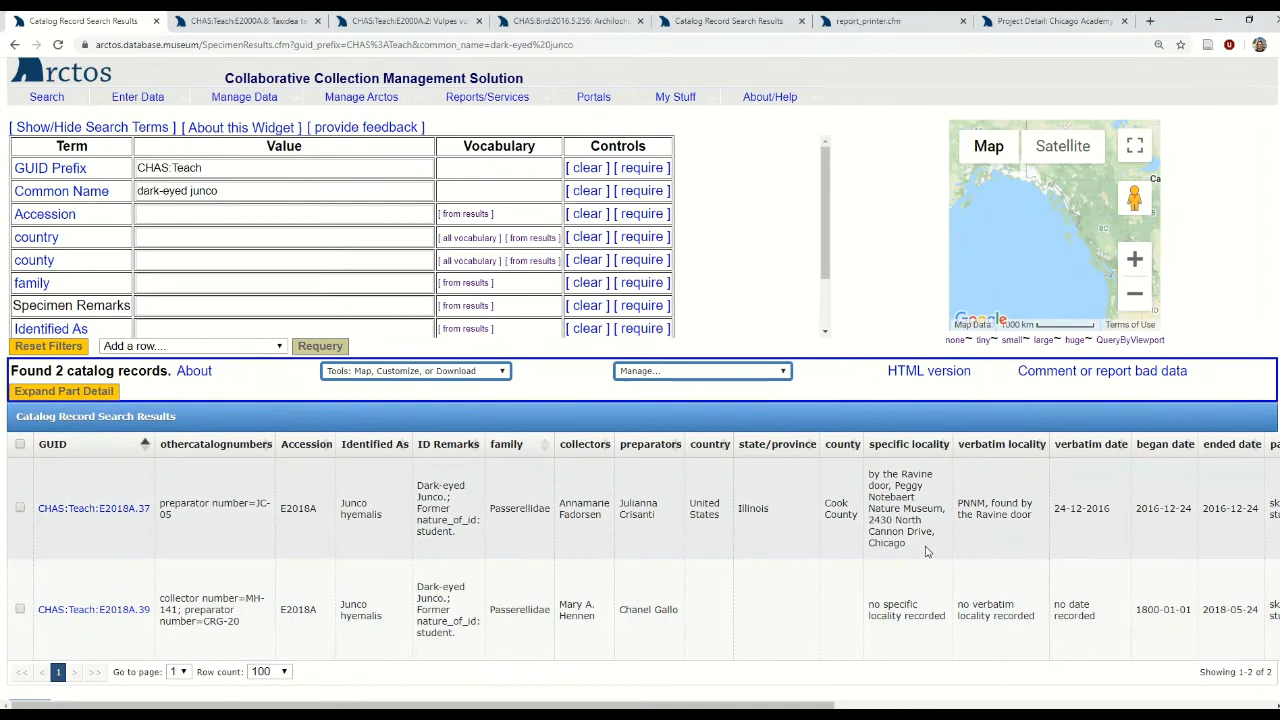 Catalog Record Search Results
CHAS:Teach:E2000A.8: Taxidea te
CHAS:Teach:E2000A.2: Vulpes vu
CHAS:Bird:2016.5.256: Archiloch
Catalog Record Search Results
report_printer.cfm
Project Detail: Chicago Academy
arctos.database.museum/SpecimenResults.cfm?guid_prefix=CHAS%3ATeach&common_name=dark-eyed%20junco
Arctos
Collaborative Collection Management Solution
Search Enter Data Manage Data Manage Arctos Reports/Services Portals My Stuff About/Help
[ Show/Hide Search Terms ] [ About this Widget ] [ provide feedback ]
Term Value Vocabulary Controls
GUID Prefix CHAS:Teach [ clear ] [ require ]
Common Name dark-eyed junco [ clear ] [ require ]
Accession [ from results ] [ clear ] [ require ]
country [ all vocabulary ] [ from results ] [ clear ] [ require ]
county [ all vocabulary ] [ from results ] [ clear ] [ require ]
family [ from results ] [ clear ] [ require ]
Specimen Remarks [ from results ] [ clear ] [ require ]
Identified As [ from results ] [ clear ] [ require ]
Reset Filters Add a row.... Requery
Map Satellite
Ca
BC
Google
Map Data 1000 km Terms of Use
none~ tiny~ small~ large~ huge~ QueryByViewport
Found 2 catalog records. About Tools: Map, Customize, or Download Manage... HTML version Comment or report bad data
Expand Part Detail
Catalog Record Search Results
GUID othercatalognumbers Accession Identified As ID Remarks family collectors preparators country state/province county specific locality verbatim locality verbatim date began date ended date pa
CHAS:Teach:E2018A.37
preparator number=JC-
05
E2018A
Junco
hyemalis
Dark-eyed
Junco.;
Former
nature_of_id:
student.
Passerellidae
Annamarie
Fadorsen
Julianna
Crisanti
United
States
Illinois
Cook
County
by the Ravine
door, Peggy
Notebaert
Nature Museum,
2430 North
Cannon Drive,
Chicago
PNNM, found by
the Ravine door
24-12-2016
2016-12-24
2016-12-24
sk
stu
CHAS:Teach:E2018A.39
collector number=MH-
141; preparator
number=CRG-20
E2018A
Junco
hyemalis
Dark-eyed
Junco.;
Former
nature_of_id:
student.
Passerellidae
Mary A.
Hennen
Chanel Gallo
no specific
locality recorded
no verbatim
locality recorded
no date
recorded
1800-01-01
2018-05-24
sk
stu
<< < 1 > >> Go to page: 1 Row count: 100 Showing 1-2 of 2